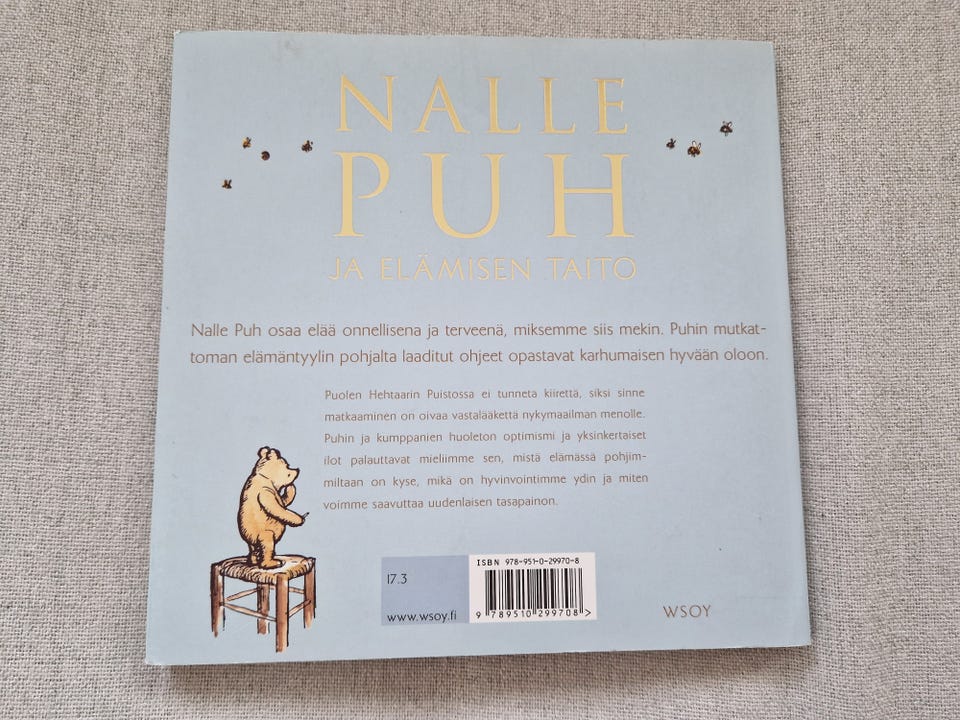 NALLE
PUH
JA ELÄMISEN TAITO
Nalle Puh osaa elää onnellisena ja terveenä, miksemme siis mekin. Puhin mutkat-
toman elämäntyylin pohjalta laaditut ohjeet opastavat karhumaisen hyvään oloon.
Puolen Hehtaarin Puistossa ei tunneta kiirettä, siksi sinne
matkaaminen on oivaa vastalääkettä nykymaailman menolle.
Puhin ja kumppanien huoleton optimismi ja yksinkertaiset
ilot palauttavat mieliimme sen, mistä elämässä pohjim-
miltaan on kyse, mikä on hyvinvointimme ydin ja miten
voimme saavuttaa uudenlaisen tasapainon.
17.3
www.wsoy.fi
ISBN 978-951-0-29970-8
9 789510 299708 >
WSOY